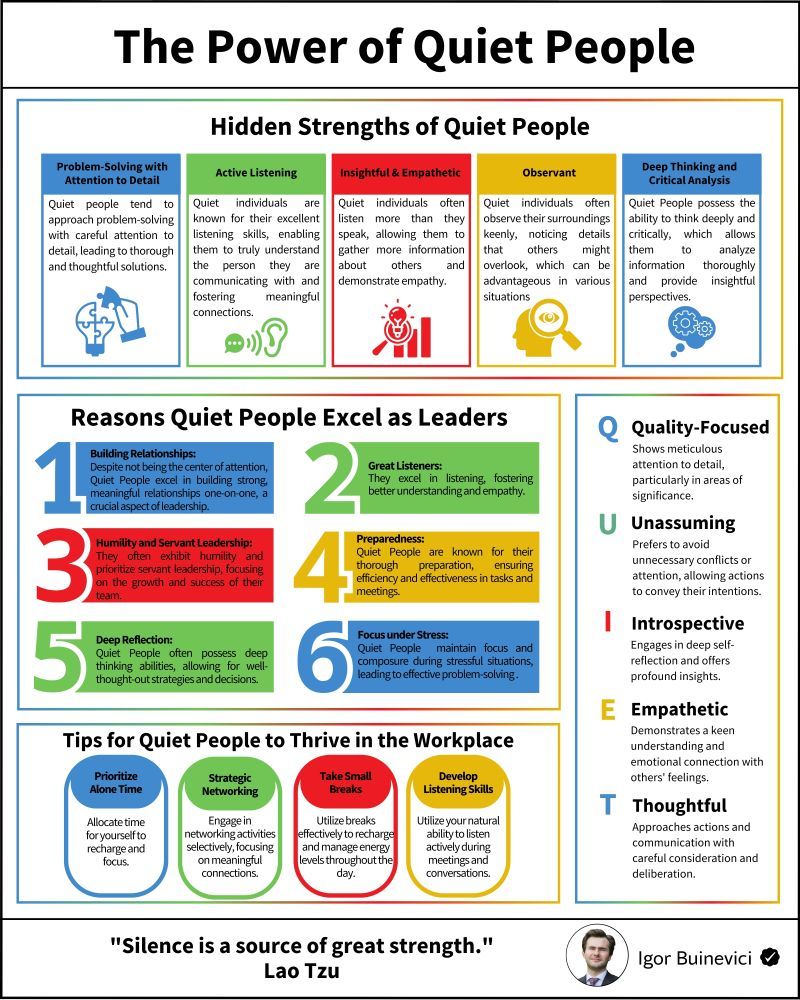 The Power of Quiet People
Hidden Strengths of Quiet People
Problem-Solving with
Attention to Detail
Quiet people tend to
approach problem-solving
with careful attention to
detail, leading to thorough
and thoughtful solutions.
Active Listening
Quiet individuals are
known for their excellent
listening skills, enabling
them to truly understand
the person they are
communicating with and
fostering meaningful
connections.
Insightful & Empathetic
Quiet individuals often
listen more than they
speak, allowing them to
gather more information
about others and
demonstrate empathy.
Observant
Quiet individuals often
observe their surroundings
keenly, noticing details
that others might
overlook, which can be
advantageous in various
situations
Deep Thinking and
Critical Analysis
Quiet People possess the
ability to think deeply and
critically, which allows
them to analyze
information thoroughly
and provide insightful
perspectives.
Reasons Quiet People Excel as Leaders
1
Building Relationships:
Despite not being the center of attention,
Quiet People excel in building strong,
meaningful relationships one-on-one, a
crucial aspect of leadership.
2
Great Listeners:
They excel in listening, fostering
better understanding and empathy.
3
Humility and Servant Leadership:
They often exhibit humility and
prioritize servant leadership, focusing
on the growth and success of their
team.
4
Preparedness:
Quiet People are known for their
thorough preparation, ensuring
efficiency and effectiveness in tasks and
meetings.
5
Deep Reflection:
Quiet People often possess deep
thinking abilities, allowing for well-
thought-out strategies and decisions.
6
Focus under Stress:
Quiet People maintain focus and
composure during stressful situations,
leading to effective problem-solving .
Q Quality-Focused
Shows meticulous
attention to detail,
particularly in areas of
significance.
U Unassuming
Prefers to avoid
unnecessary conflicts or
attention, allowing actions
to convey their intentions.
I Introspective
Engages in deep self-
reflection and offers
profound insights.
E Empathetic
Demonstrates a keen
understanding and
emotional connection with
others' feelings.
T Thoughtful
Approaches actions and
communication with
careful consideration and
deliberation.
Tips for Quiet People to Thrive in the Workplace
Prioritize
Alone Time
Allocate time
for yourself to
recharge and
focus.
Strategic
Networking
Engage in
networking activities
selectively, focusing
on meaningful
connections.
Take Small
Breaks
Utilize breaks
effectively to recharge
and manage energy
levels throughout the
day.
Develop
Listening Skills
Utilize your natural
ability to listen
actively during
meetings and
conversations.
"Silence is a source of great strength."
Lao Tzu
Igor Buinevici